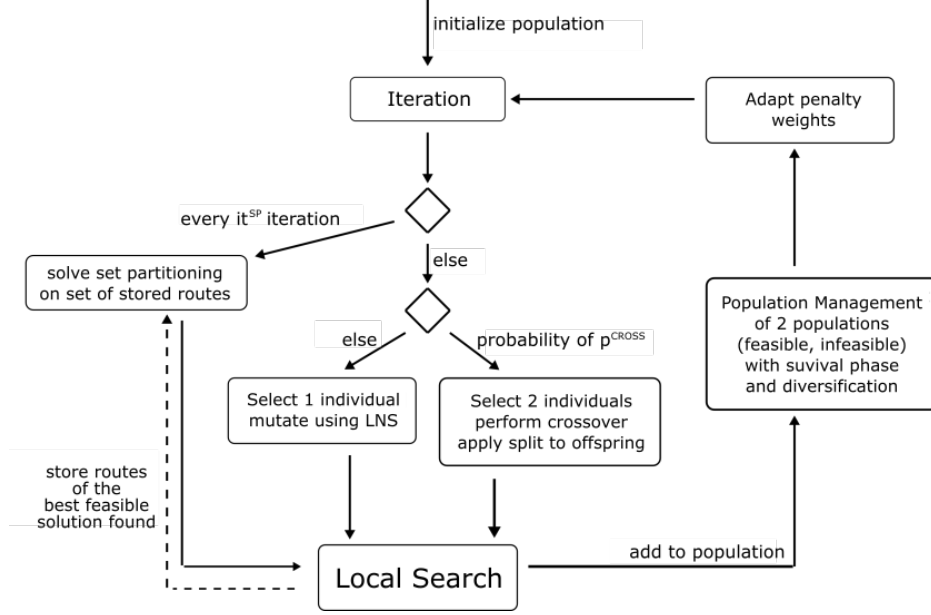 initialize population
Iteration
Adapt penalty
weights
every it^SP iteration
else
solve set partitioning
on set of stored routes
Population Management
of 2 populations
(feasible, infeasible)
with suvival phase
and diversification
else
probability of p^CROSS
Select 1 individual
mutate using LNS
Select 2 individuals
perform crossover
apply split to offspring
store routes
of the
best feasible
solution found
add to population
Local Search